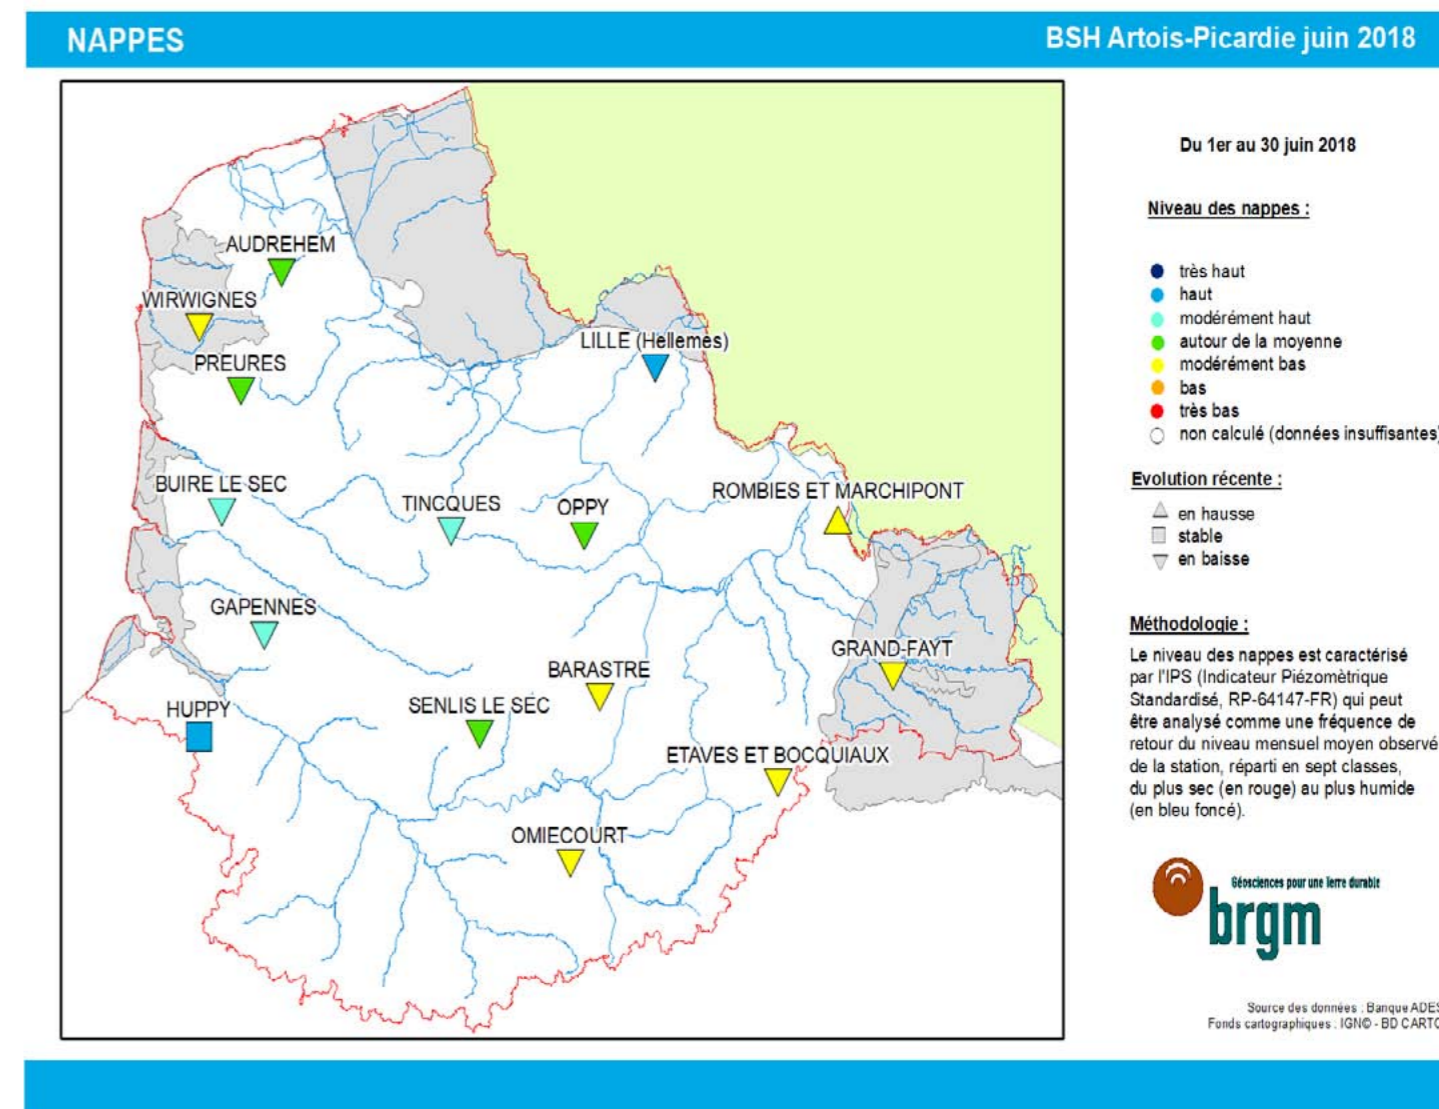 NAPPES
BSH Artois-Picardie juin 2018
Du 1er au 30 juin 2018
Niveau des nappes :
très haut
haut
modérément haut
autour de la moyenne
modérément bas
bas
très bas
non calculé (données insuffisantes)
Evolution récente :
en hausse
stable
en baisse
Méthodologie :
Le niveau des nappes est caractérisé
par l'IPS (Indicateur Piézomètrique
Standardisé, RP-64147-FR) qui peut
être analysé comme une fréquence de
retour du niveau mensuel moyen observé
de la station, réparti en sept classes,
du plus sec (en rouge) au plus humide
(en bleu foncé).
Géosciences pour une Terre durable
brgm
Source des données : Banque ADES
Fonds cartographiques : IGN© - BD CARTO
AUDREHEM
WIRWIGNES
LILLE (Hellemes)
PREURES
BUIRE LE SEC
TINCQUES
OPPY
ROMBIES ET MARCHIPONT
GAPENNES
GRAND-FAYT
BARASTRE
HUPPY
SENLIS LE SEC
ETAVES ET BOCQUIAUX
OMIECOURT